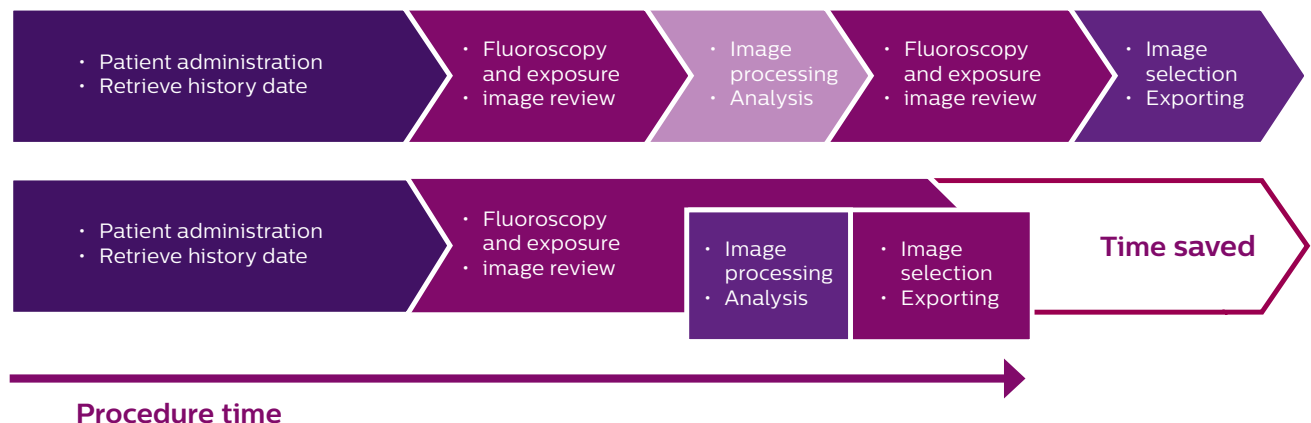 • Patient administration
• Retrieve history date
• Fluoroscopy
and exposure
• image review
• Image
processing
• Analysis
• Fluoroscopy
and exposure
• image review
• Image
selection
• Exporting
• Patient administration
• Retrieve history date
• Fluoroscopy
and exposure
• image review
• Image
processing
• Analysis
• Image
selection
• Exporting
Time saved
Procedure time